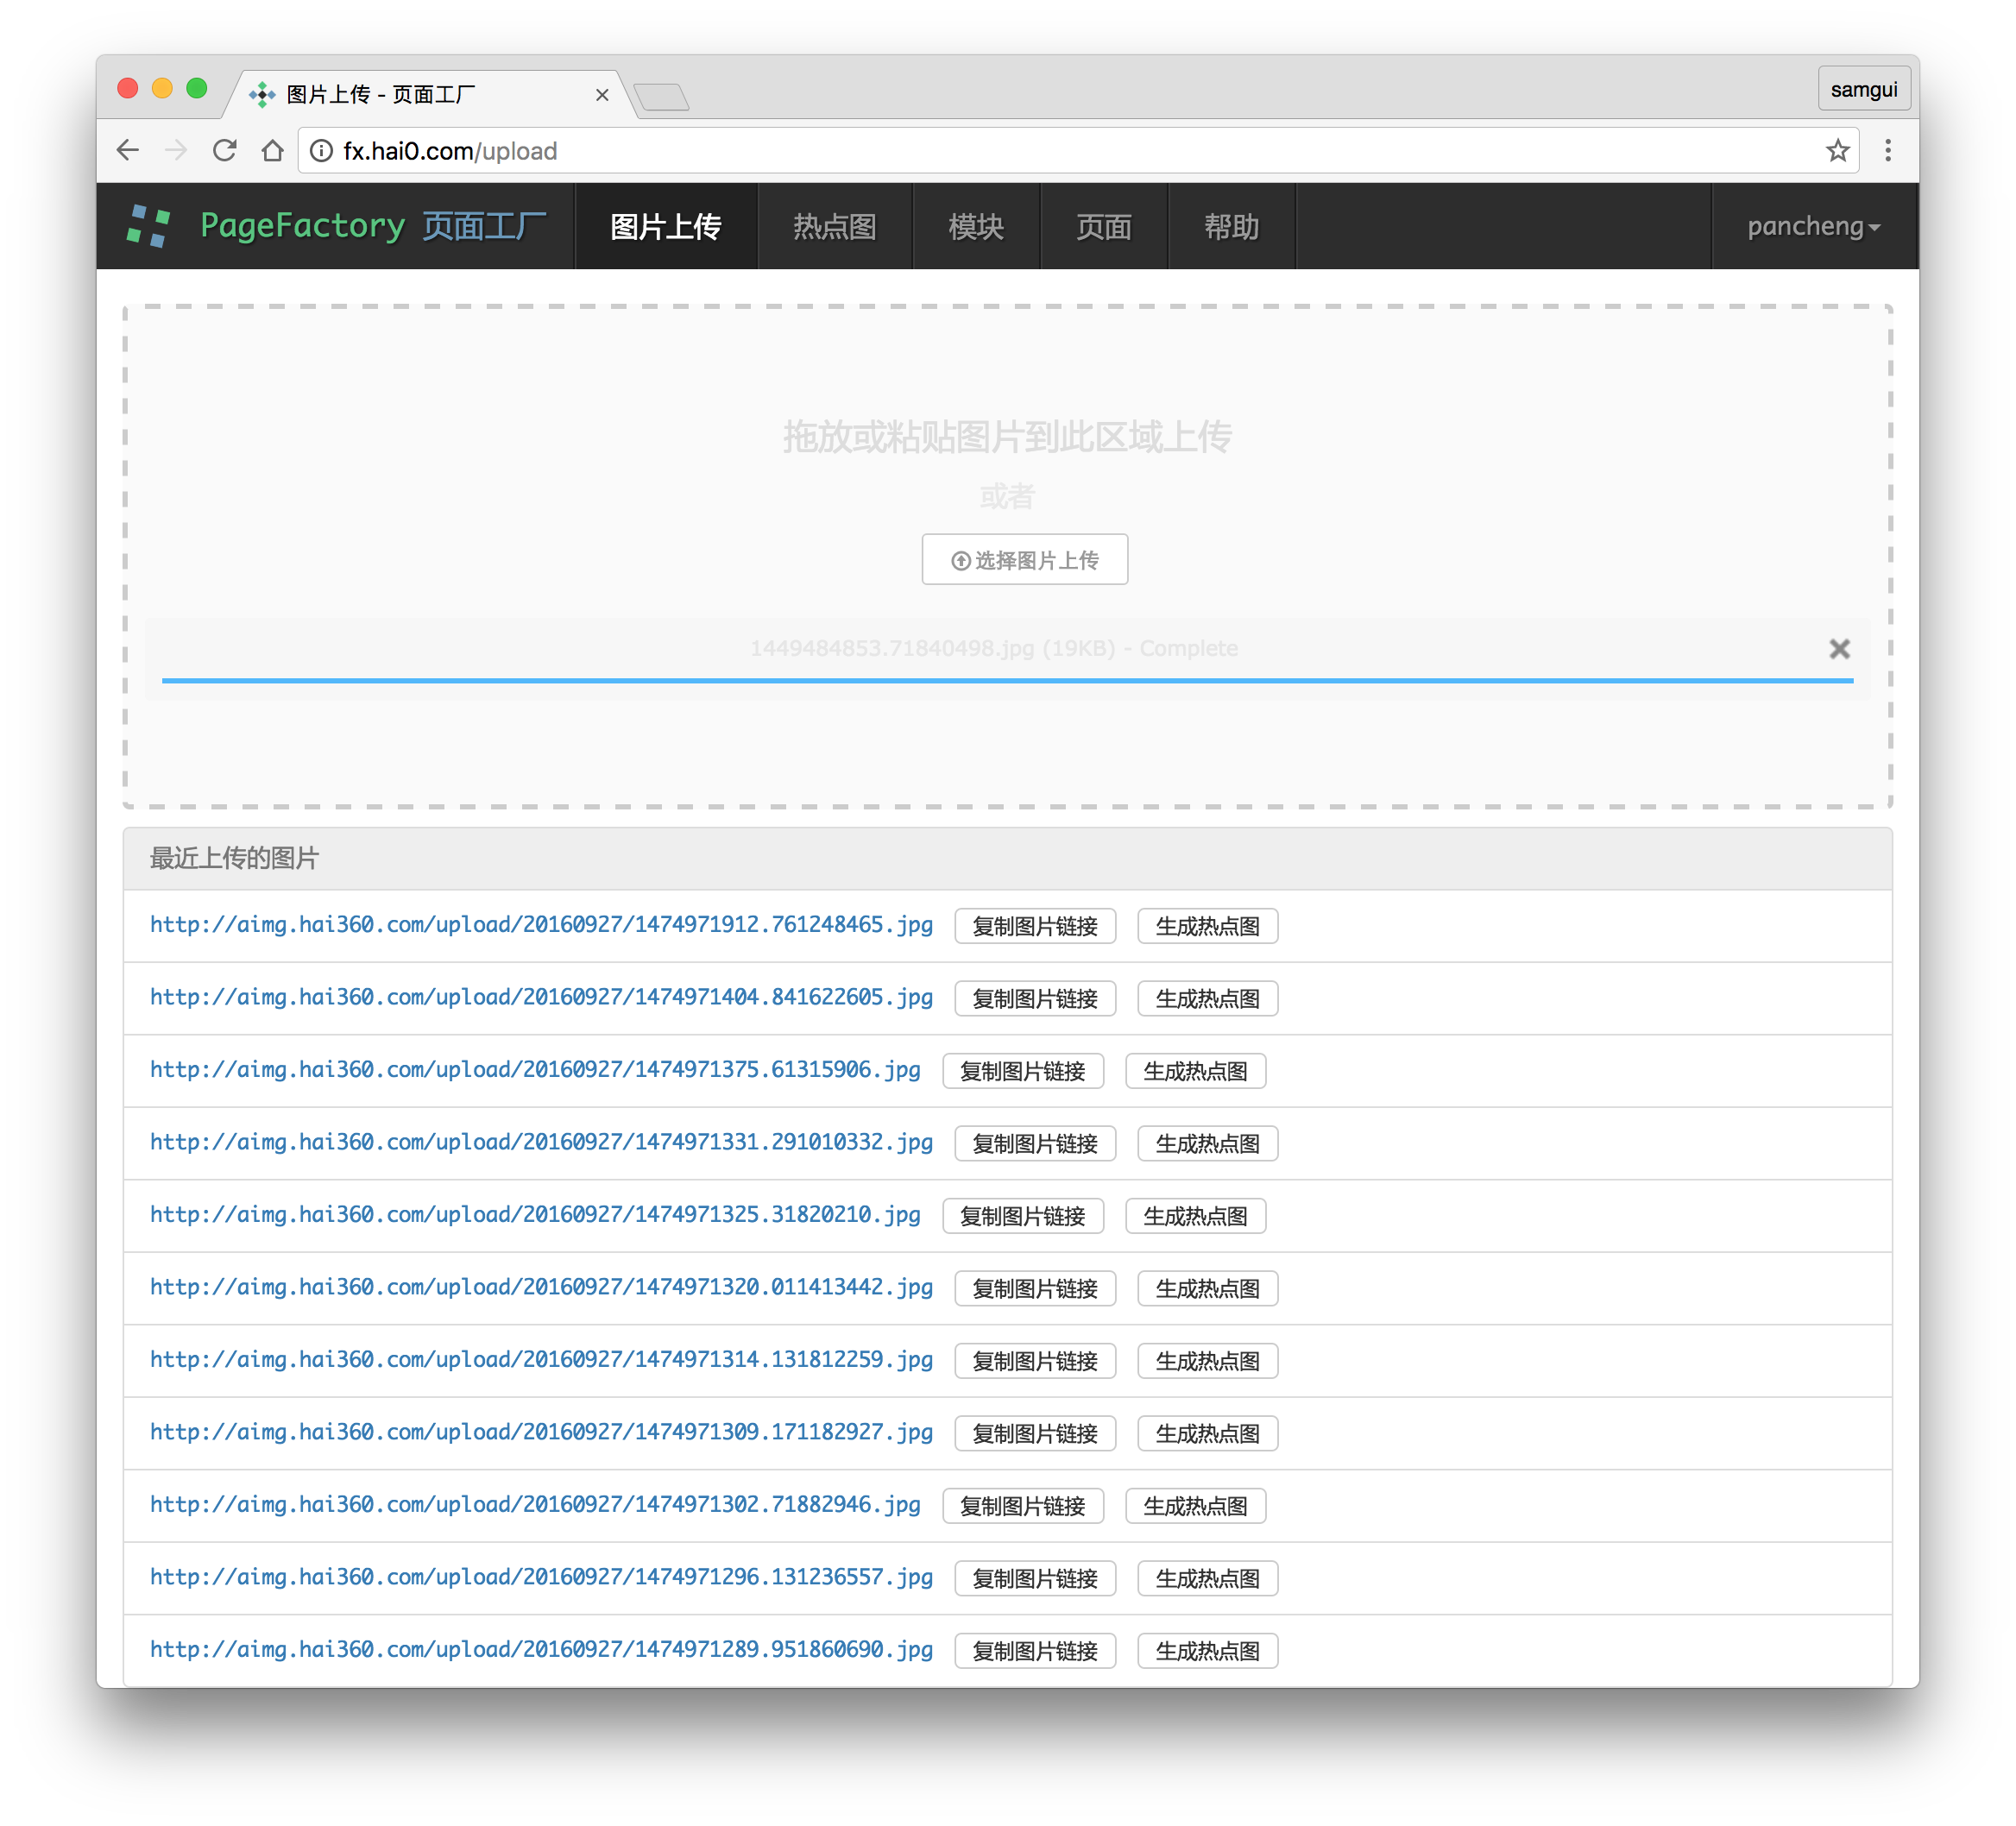 图片上传 - 页面工厂
samgui
fx.hai0.com/upload
PageFactory 页面工厂 图片上传 热点图 模块 页面 帮助 pancheng
拖放或粘贴图片到此区域上传
或者
选择图片上传
1449484853.71840498.jpg (19KB) - Complete
最近上传的图片
http://aimg.hai360.com/upload/20160927/1474971912.761248465.jpg 复制图片链接 生成热点图
http://aimg.hai360.com/upload/20160927/1474971404.841622605.jpg 复制图片链接 生成热点图
http://aimg.hai360.com/upload/20160927/1474971375.61315906.jpg 复制图片链接 生成热点图
http://aimg.hai360.com/upload/20160927/1474971331.291010332.jpg 复制图片链接 生成热点图
http://aimg.hai360.com/upload/20160927/1474971325.31820210.jpg 复制图片链接 生成热点图
http://aimg.hai360.com/upload/20160927/1474971320.011413442.jpg 复制图片链接 生成热点图
http://aimg.hai360.com/upload/20160927/1474971314.131812259.jpg 复制图片链接 生成热点图
http://aimg.hai360.com/upload/20160927/1474971309.171182927.jpg 复制图片链接 生成热点图
http://aimg.hai360.com/upload/20160927/1474971302.71882946.jpg 复制图片链接 生成热点图
http://aimg.hai360.com/upload/20160927/1474971296.131236557.jpg 复制图片链接 生成热点图
http://aimg.hai360.com/upload/20160927/1474971289.951860690.jpg 复制图片链接 生成热点图